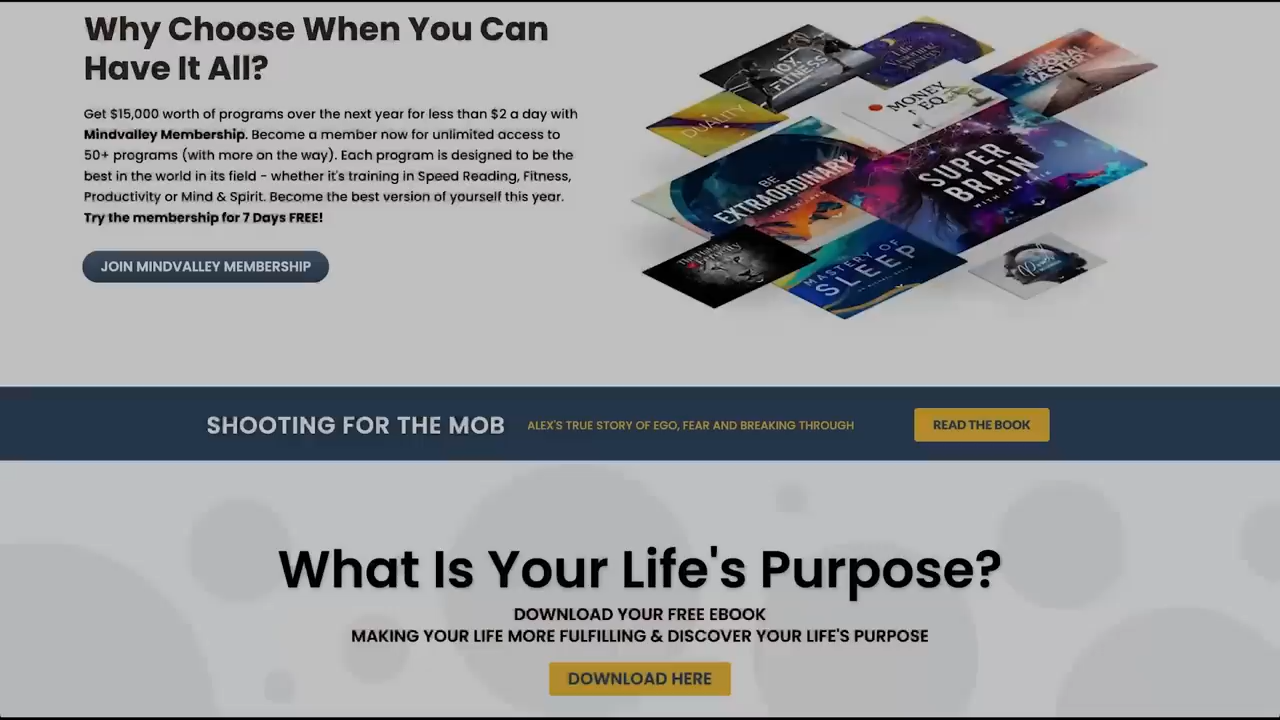 Why Choose When You Can
Have It All?
Get $15,000 worth of programs over the next year for less than $2 a day with
Mindvalley Membership. Become a member now for unlimited access to
50+ programs (with more on the way). Each program is designed to be the
best in the world in its field - whether it's training in Speed Reading, Fitness,
Productivity or Mind & Spirit. Become the best version of yourself this year.
Try the membership for 7 Days FREE!
JOIN MINDVALLEY MEMBERSHIP
10X
FITNESS
MASTERY
DUALITY
MONEY
EQ
BE
EXTRAORDINARY
SUPER
BRAIN
WITH JIM KWIK
MASTERY OF
SLEEP
SHOOTING FOR THE MOB
ALEX'S TRUE STORY OF EGO, FEAR AND BREAKING THROUGH
READ THE BOOK
What Is Your Life's Purpose?
DOWNLOAD YOUR FREE EBOOK
MAKING YOUR LIFE MORE FULFILLING & DISCOVER YOUR LIFE'S PURPOSE
DOWNLOAD HERE